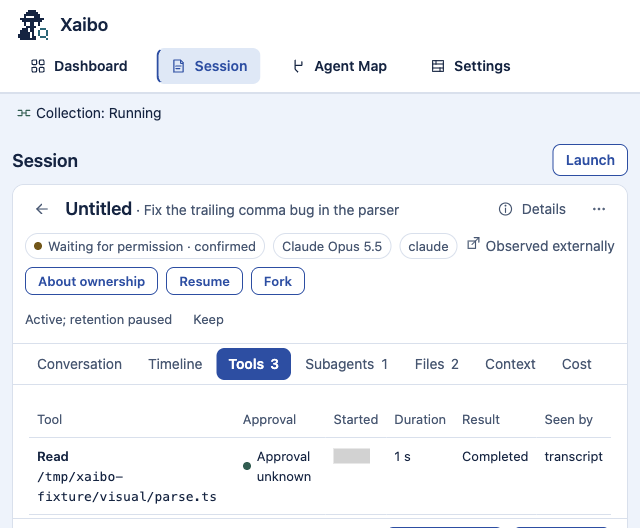 Xaibo
Dashboard Session Agent Map Settings
Collection: Running
Session Launch
Untitled · Fix the trailing comma bug in the parser Details ···
Waiting for permission · confirmed Claude Opus 5.5 claude Observed externally
About ownership Resume Fork
Active; retention paused Keep
Conversation Timeline Tools 3 Subagents 1 Files 2 Context Cost
Tool Approval Started Duration Result Seen by
Read Approval 1 s Completed transcript
/tmp/xaibo- unknown
fixture/visual/parse.ts